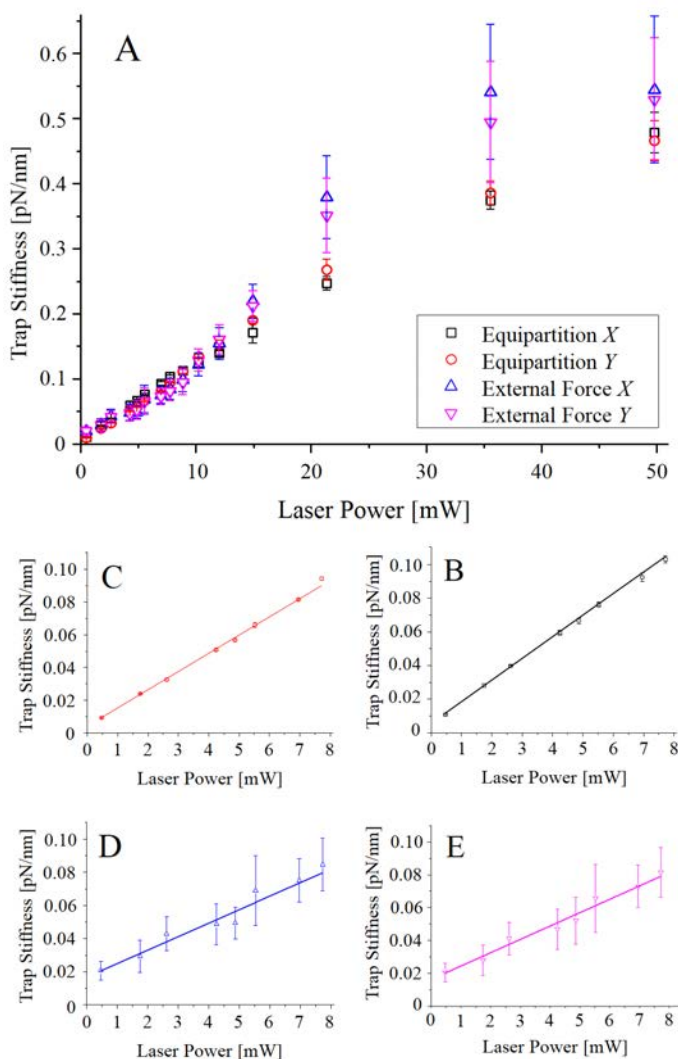 A
Trap Stiffness [pN/nm]
0.6
0.5
0.4
0.3
0.2
0.1
0
0 10 20 30 40 50
Laser Power [mW]
Equipartition X
Equipartition Y
External Force X
External Force Y
C
Trap Stiffness [pN/nm]
0.10
0.08
0.06
0.04
0.02
0
0 1 2 3 4 5 6 7 8
Laser Power [mW]
B
Trap Stiffness [pN/nm]
0.10
0.08
0.06
0.04
0.02
0
0 1 2 3 4 5 6 7 8
Laser Power [mW]
D
Trap Stiffness [pN/nm]
0.10
0.08
0.06
0.04
0.02
0
0 1 2 3 4 5 6 7 8
Laser Power [mW]
E
Trap Stiffness [pN/nm]
0.10
0.08
0.06
0.04
0.02
0
0 1 2 3 4 5 6 7 8
Laser Power [mW]